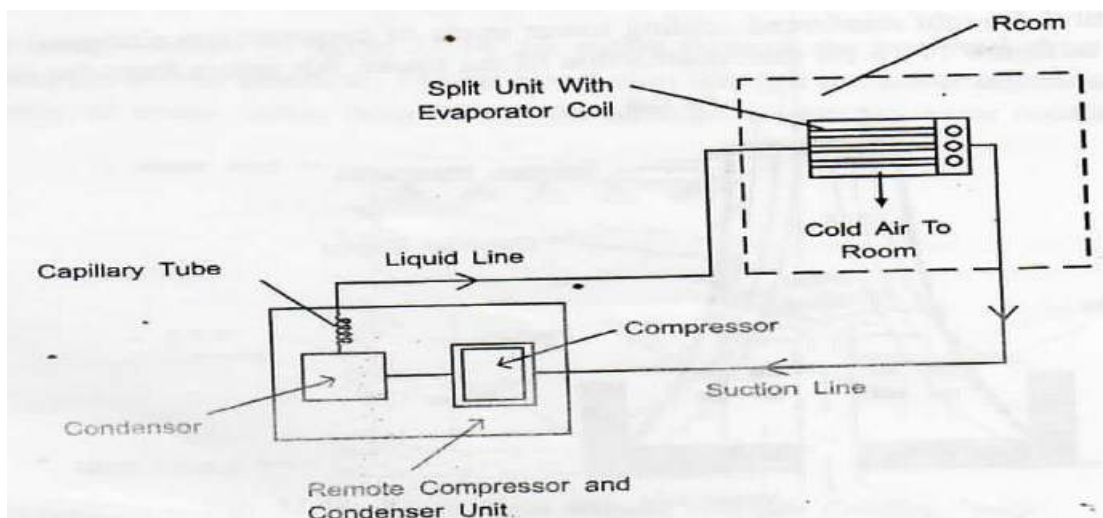 Rcom
Split Unit With
Evaporator Coil
Cold Air To
Room
Liquid Line
Capillary Tube
Compressor
Suction Line
Condensor
Remote Compressor and
Condenser Unit.